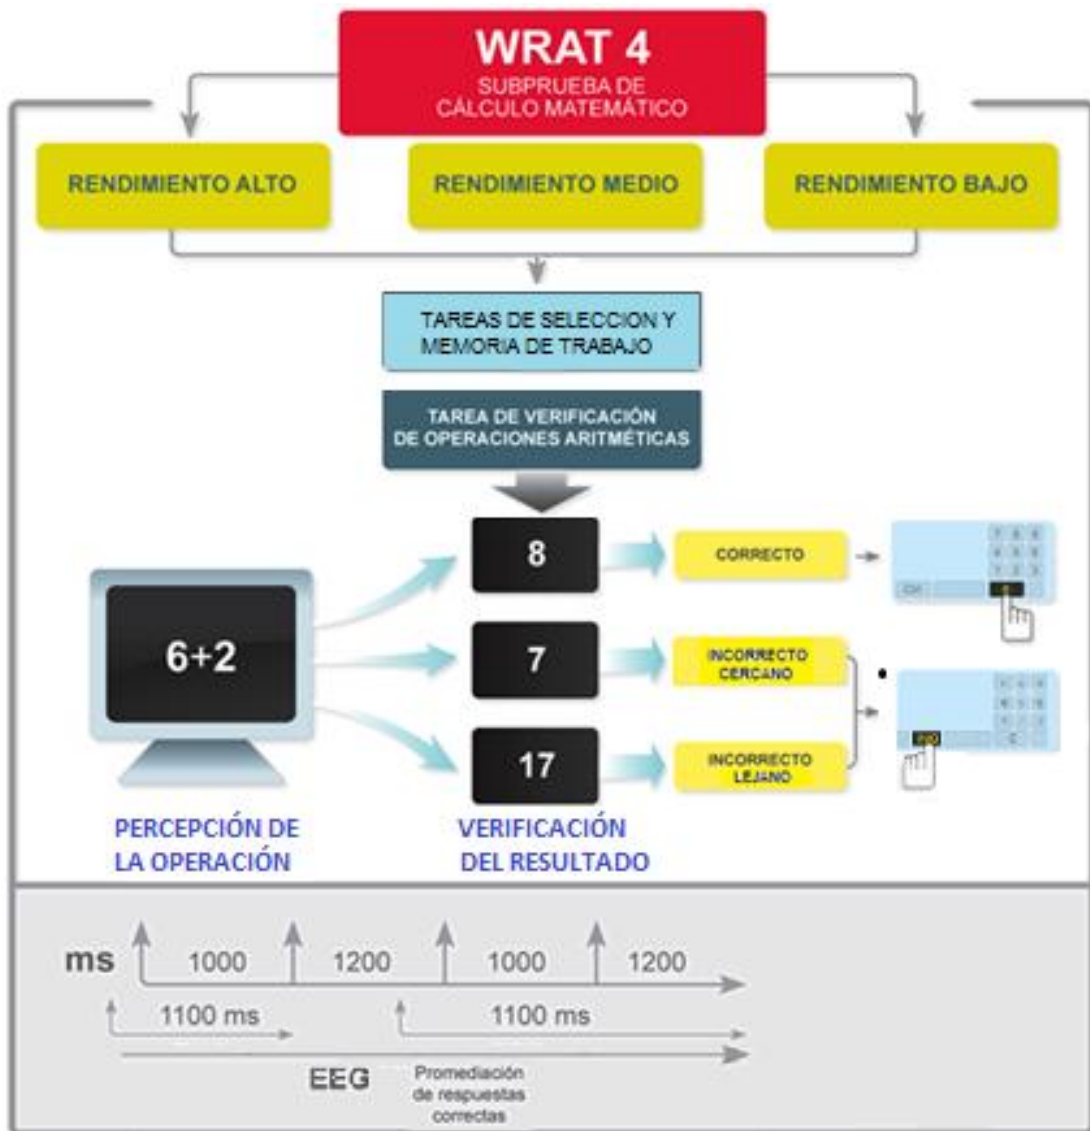 WRAT 4
SUBPRUEBA DE
CÁLCULO MATEMÁTICO
RENDIMIENTO ALTO
RENDIMIENTO MEDIO
RENDIMIENTO BAJO
TAREAS DE SELECCION Y
MEMORIA DE TRABAJO
TAREA DE VERIFICACIÓN
DE OPERACIONES ARITMÉTICAS
6+2
8
CORRECTO
7
INCORRECTO
CERCANO
17
INCORRECTO
LEJANO
PERCEPCIÓN DE
LA OPERACIÓN
VERIFICACIÓN
DEL RESULTADO
ms
1000
1200
1000
1200
1100 ms
1100 ms
EEG
Promediación
de respuestas
correctas